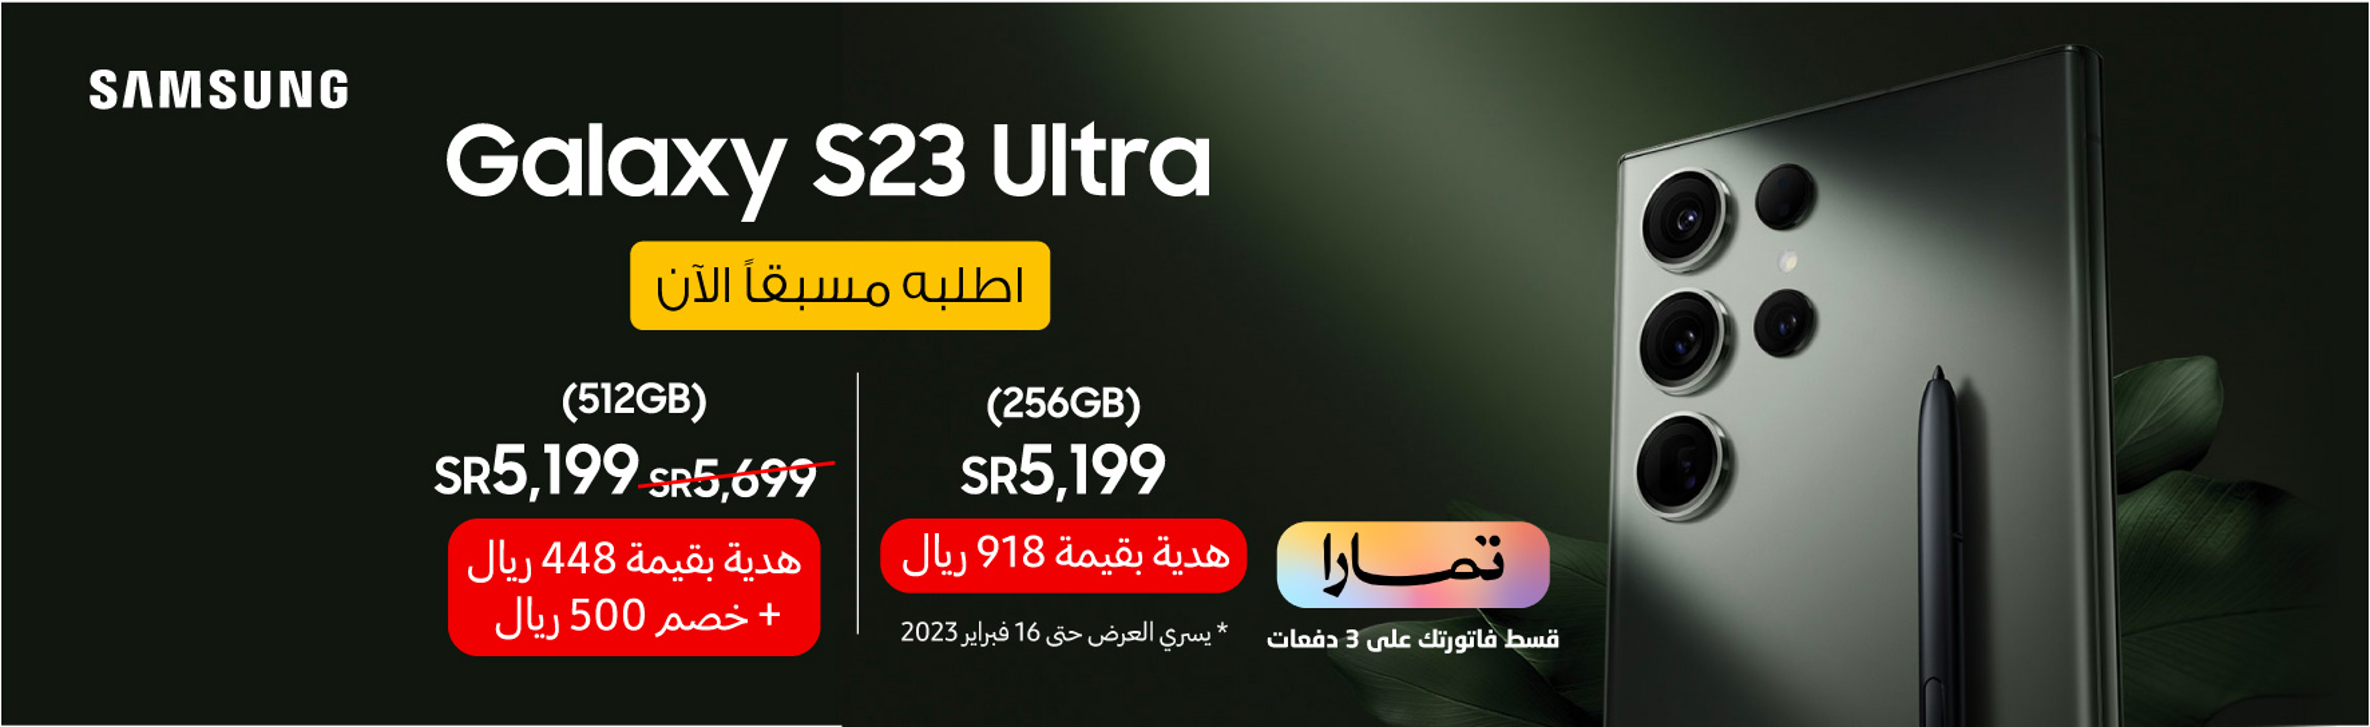 SAMSUNG
Galaxy S23 Ultra
اطلبه مسبقاً الآن
(256GB)
SR5,199
هدية بقيمة 918 ريال
* يسري العرض حتى 16 فبراير 2023
(512GB)
SR5,199 SR5,699
هدية بقيمة 448 ريال
+ خصم 500 ريال
تمارا
قسط فاتورتك على 3 دفعات